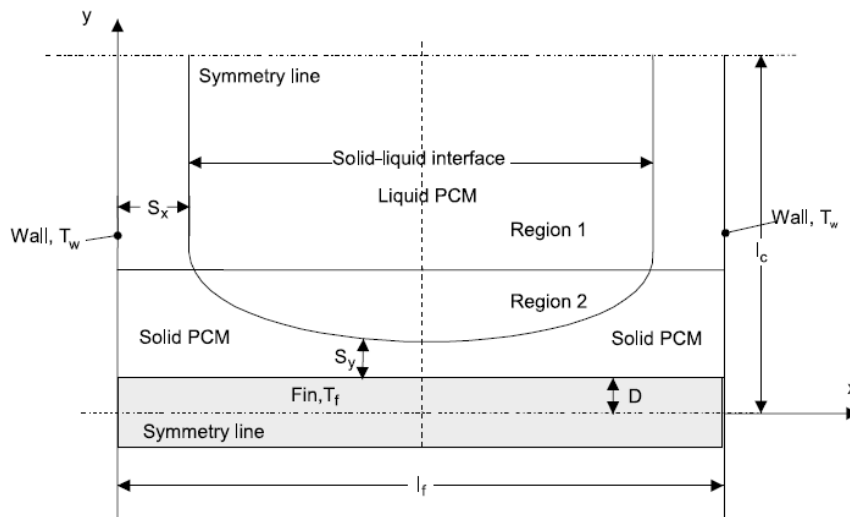 y
Symmetry line
Solid–liquid interface
Liquid PCM
Sx
Wall, Tw
Wall, Tw
Region 1
lc
Region 2
Solid PCM
Solid PCM
Sy
Fin,Tf
D
x
Symmetry line
lf